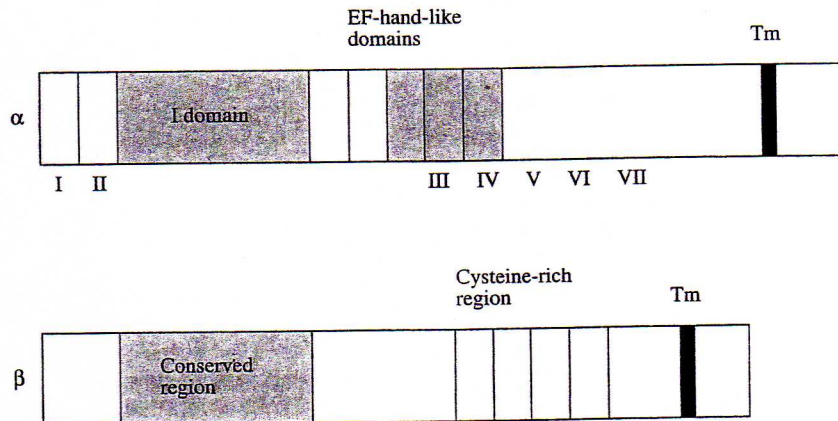 EF-hand-like
domains
Tm
α
I domain
I II III IV V VI VII
Cysteine-rich
region
Tm
β
Conserved
region